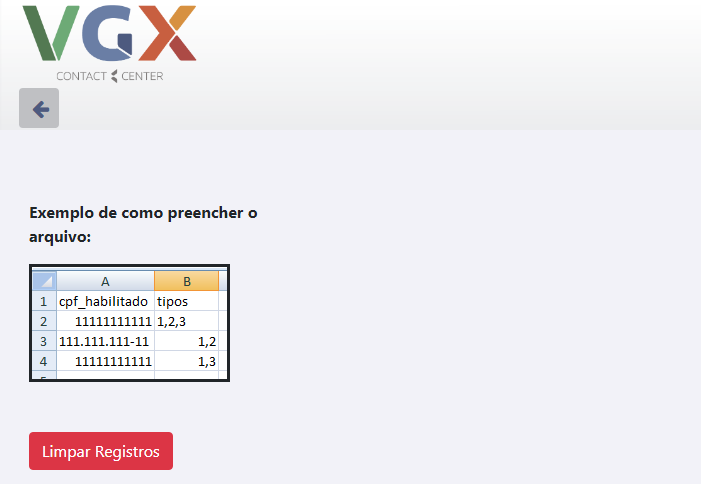 VGX
CONTACT CENTER
Exemplo de como preencher o
arquivo:
A B
1 cpf_habilitado tipos
2 11111111111 1,2,3
3 111.111.111-11 1,2
4 11111111111 1,3
Limpar Registros